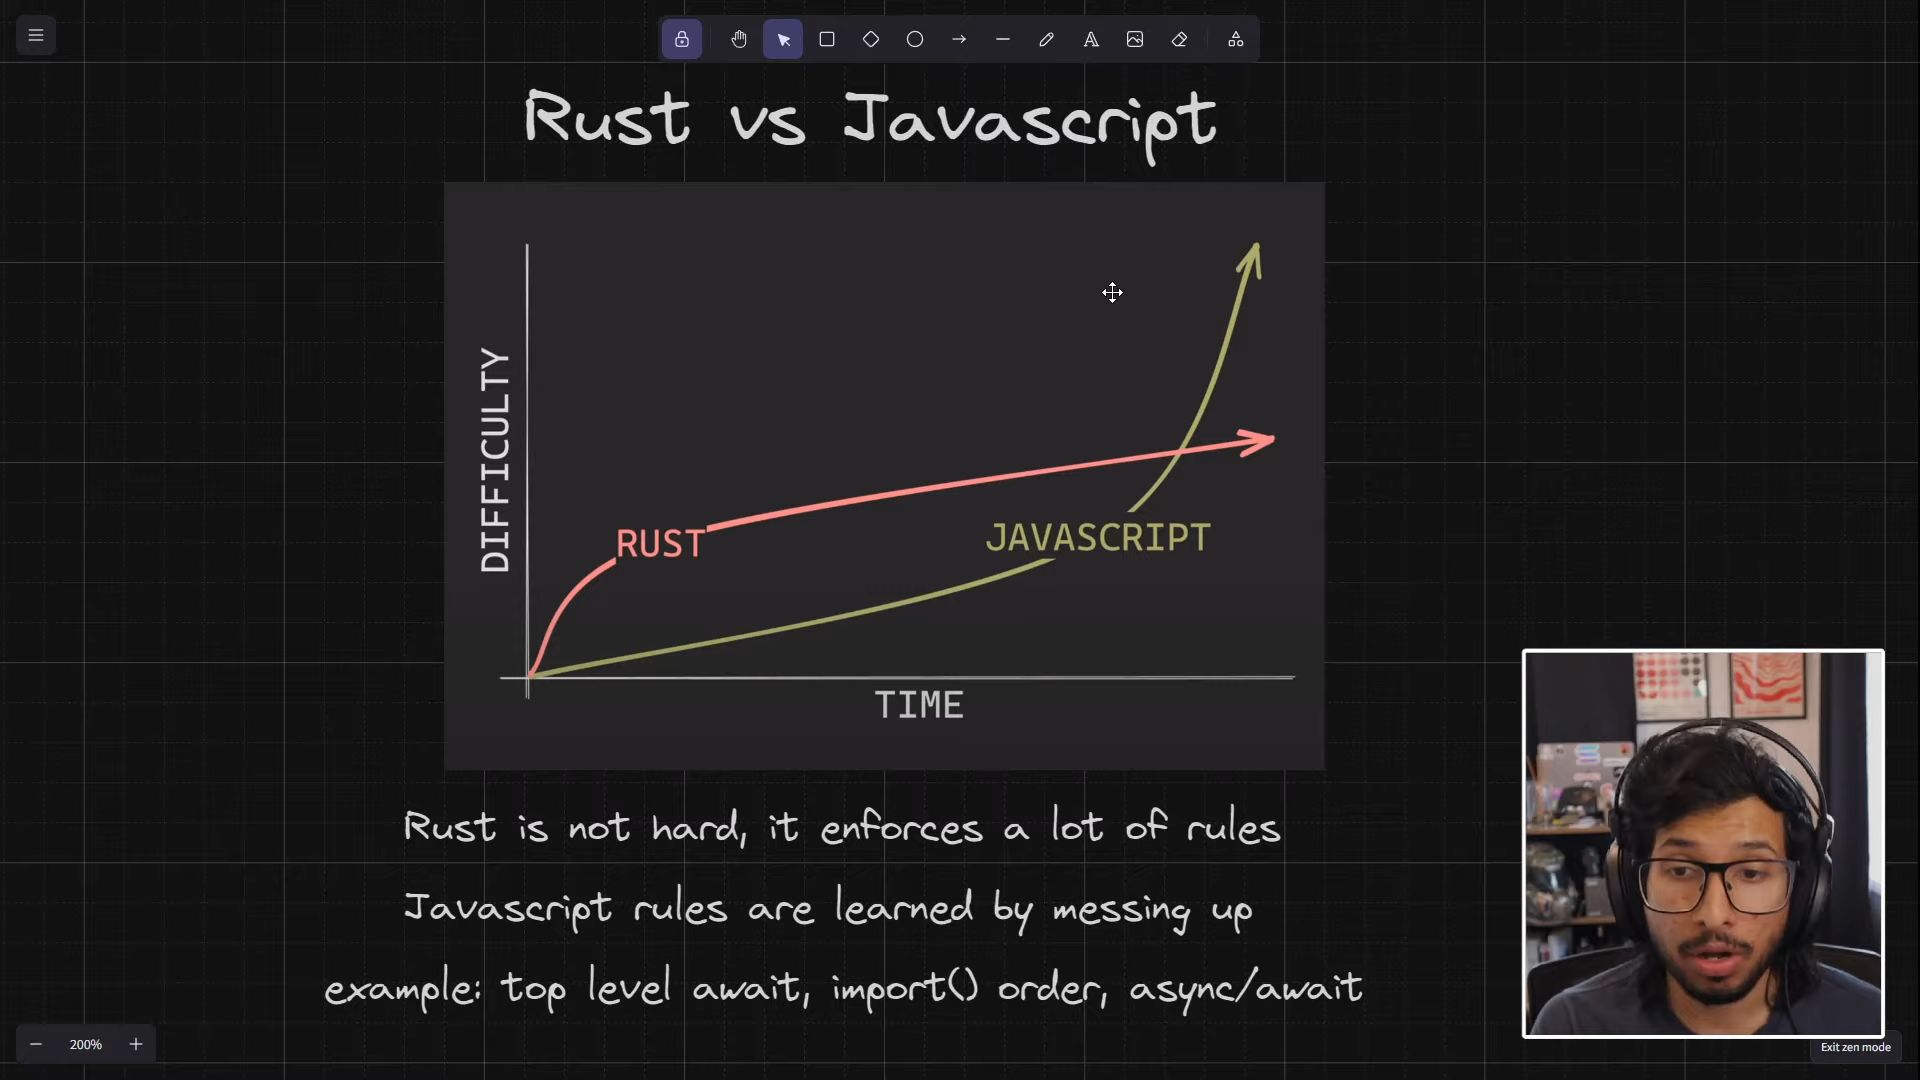 Rust vs Javascript
DIFFICULTY
RUST
JAVASCRIPT
TIME
Rust is not hard, it enforces a lot of rules
Javascript rules are learned by messing up
example: top level await, import() order, async/await
200%
Exit zen mode